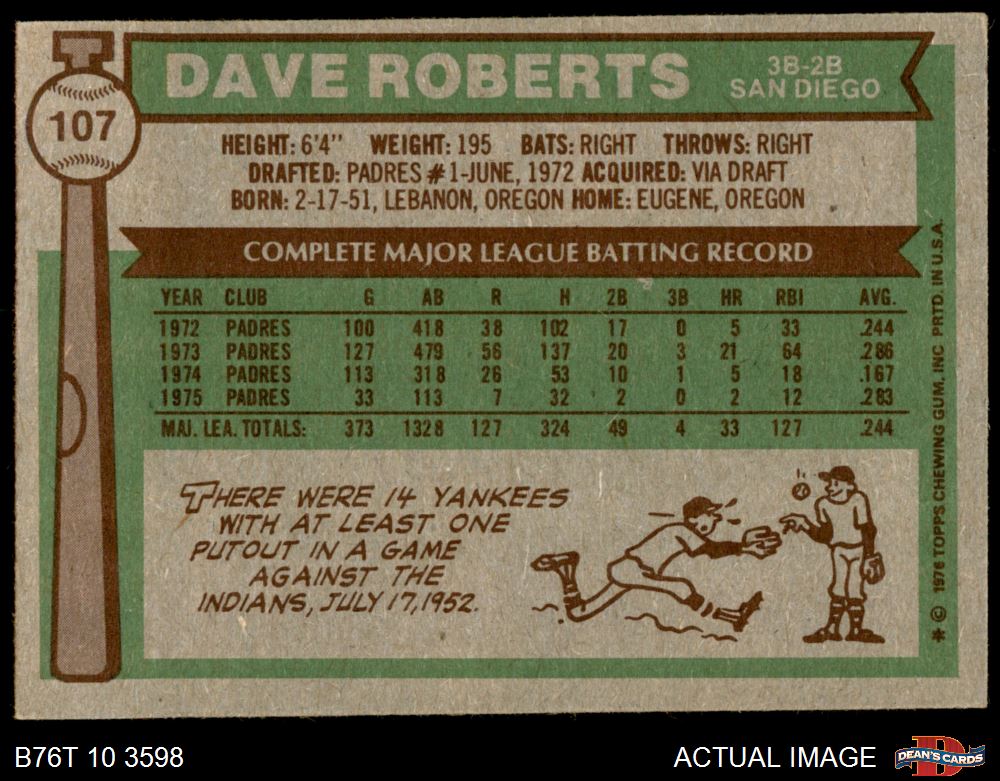 107
DAVE ROBERTS
3B-2B
SAN DIEGO
HEIGHT: 6'4" WEIGHT: 195 BATS: RIGHT THROWS: RIGHT
DRAFTED: PADRES #1-JUNE, 1972 ACQUIRED: VIA DRAFT
BORN: 2-17-51, LEBANON, OREGON HOME: EUGENE, OREGON
COMPLETE MAJOR LEAGUE BATTING RECORD
YEAR CLUB G AB R H 2B 3B HR RBI AVG.
1972 PADRES 100 418 38 102 17 0 5 33 .244
1973 PADRES 127 479 56 137 20 3 21 64 .286
1974 PADRES 113 318 26 53 10 1 5 18 .167
1975 PADRES 33 113 7 32 2 0 2 12 .283
MAJ. LEA. TOTALS: 373 1328 127 324 49 4 33 127 .244
THERE WERE 14 YANKEES
WITH AT LEAST ONE
PUTOUT IN A GAME
AGAINST THE
INDIANS, JULY 17, 1952.
* © 1976 TOPPS CHEWING GUM, INC PRTD. IN U.S.A.
B76T 10 3598
ACTUAL IMAGE
D
DEAN'S CARDS